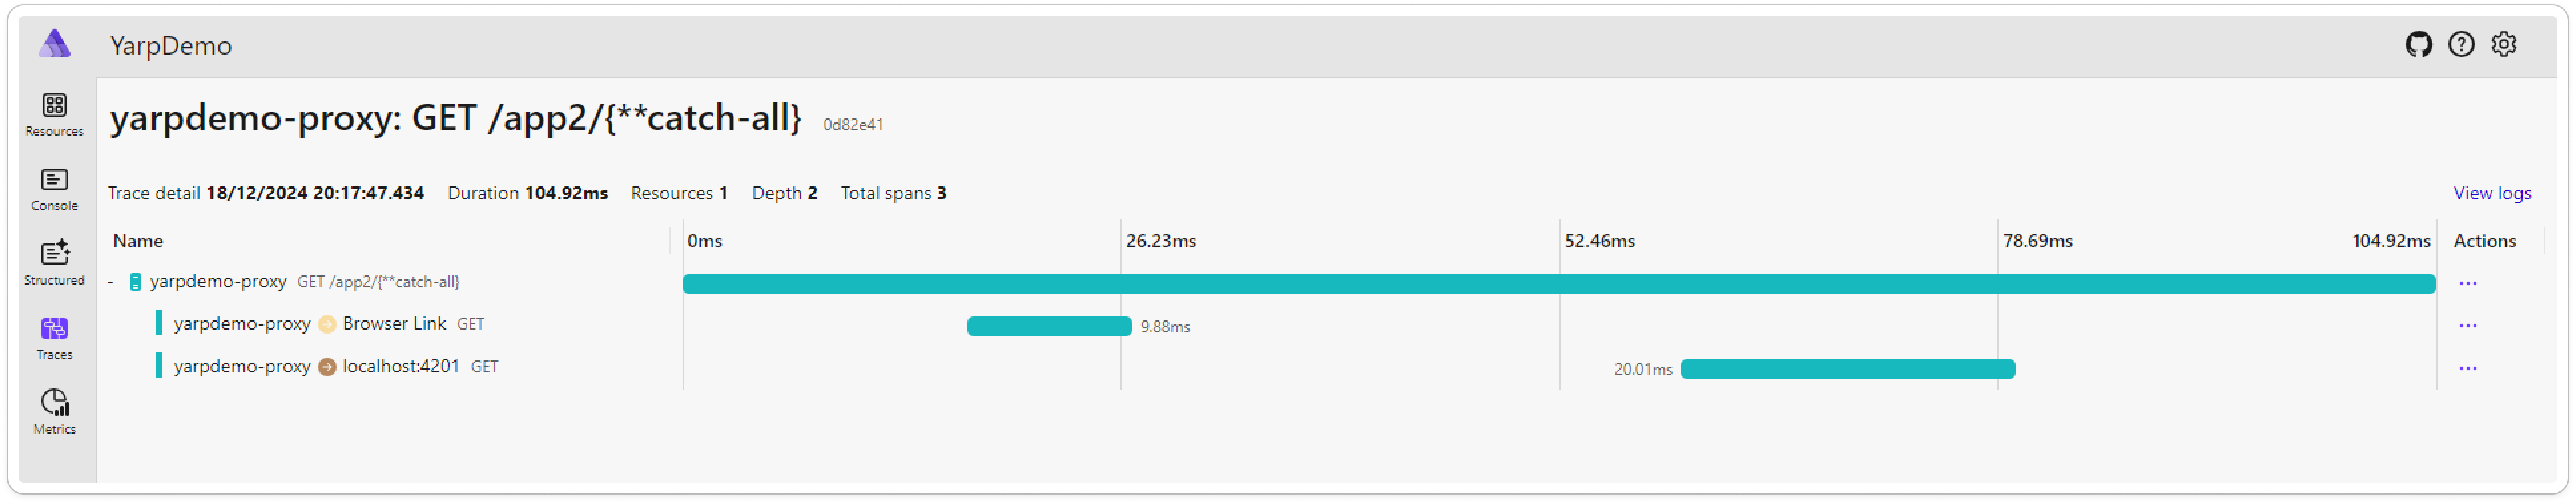 YarpDemo
Resources
Console
Structured
Traces
Metrics
yarpdemo-proxy: GET /app2/{**catch-all} 0d82e41
Trace detail 18/12/2024 20:17:47.434 Duration 104.92ms Resources 1 Depth 2 Total spans 3 View logs
Name 0ms 26.23ms 52.46ms 78.69ms 104.92ms Actions
- yarpdemo-proxy GET /app2/{**catch-all} ...
yarpdemo-proxy Browser Link GET 9.88ms ...
yarpdemo-proxy localhost:4201 GET 20.01ms ...